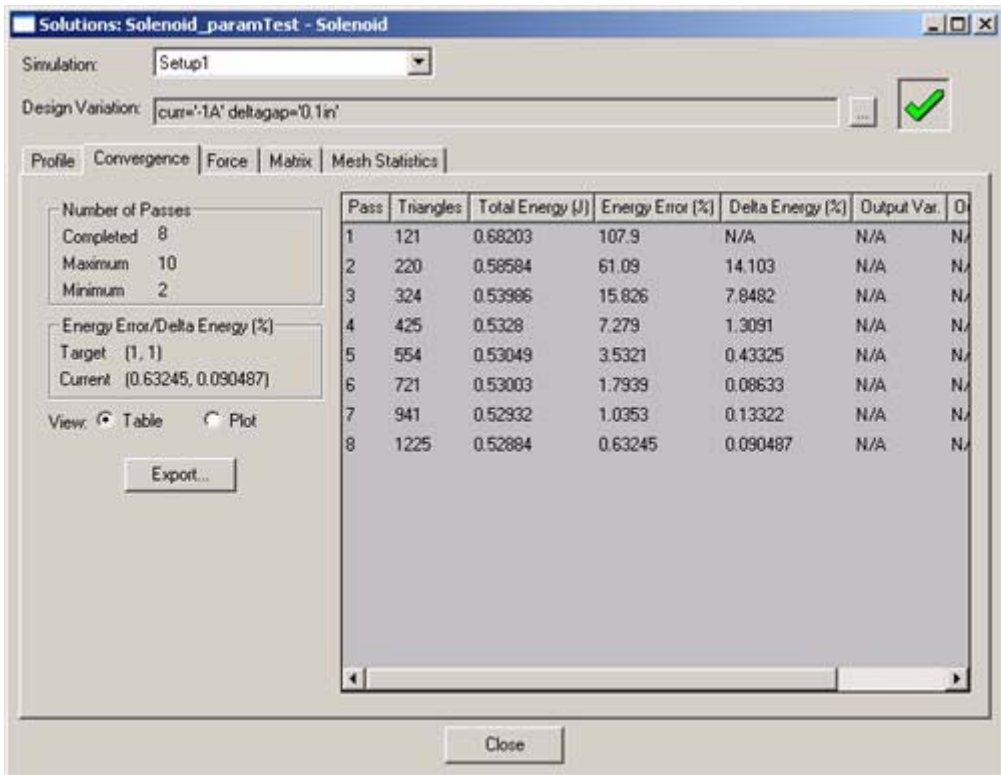 Solutions: Solenoid_paramTest - Solenoid
Simulation: Setup1
Design Variation: curr='-1A' deltagap='0.1in' ...
Profile Convergence Force Matrix Mesh Statistics
Number of Passes
Completed 8
Maximum 10
Minimum 2
Energy Error/Delta Energy (%)
Target (1, 1)
Current (0.63245, 0.090487)
View: Table Plot
Export...
Pass Triangles Total Energy (J) Energy Error (%) Delta Energy (%) Output Var.
1 121 0.68203 107.9 N/A N/A
2 220 0.58584 61.09 14.103 N/A
3 324 0.53986 15.826 7.8482 N/A
4 425 0.5328 7.279 1.3091 N/A
5 554 0.53049 3.5321 0.43325 N/A
6 721 0.53003 1.7939 0.08633 N/A
7 941 0.52932 1.0353 0.13322 N/A
8 1225 0.52884 0.63245 0.090487 N/A
Close